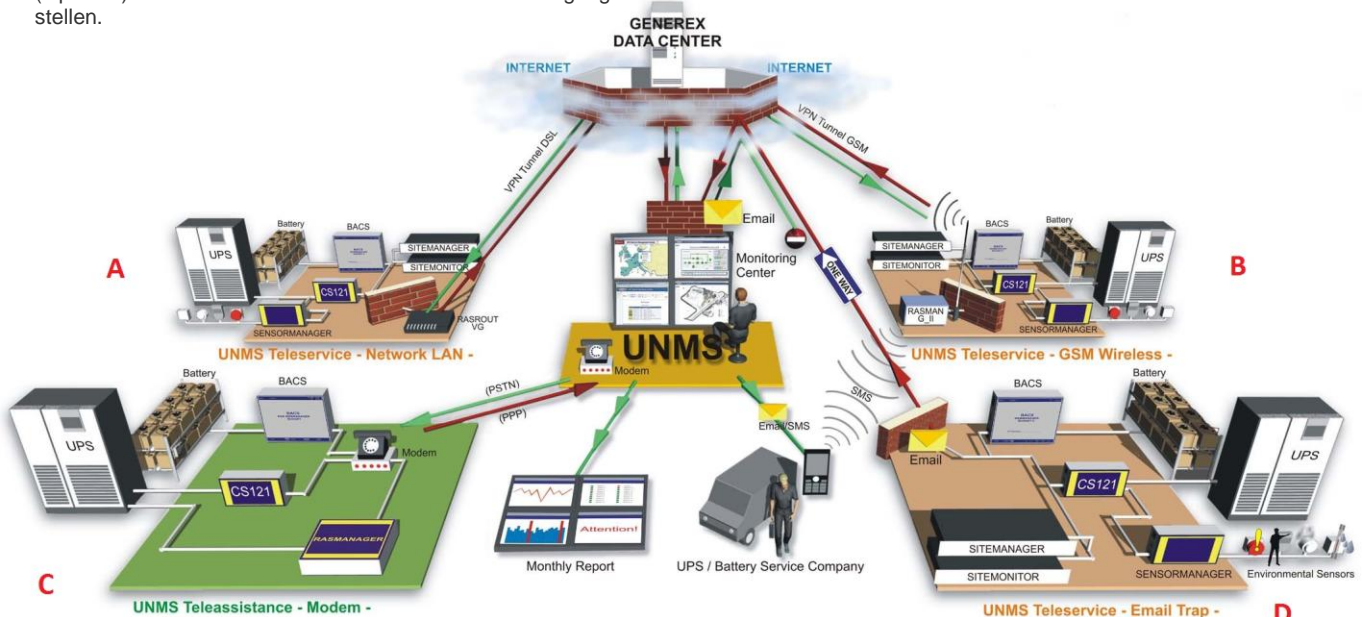 stellen.
GENEREX
DATA CENTER
INTERNET
INTERNET
VPN Tunnel DSL
VPN Tunnel GSM
Email
Monitoring
Center
ONE WAY
UNMS
Modem
A
UPS
Battery
BACS
SITEMANAGER
SITEMONITOR
CS121
SENSORMANAGER
RASROUT
VG
UNMS Teleservice - Network LAN -
B
BACS
Battery
SITEMANAGER
SITEMONITOR
UPS
CS121
RASMAN
G_II
SENSORMANAGER
UNMS Teleservice - GSM Wireless -
(PSTN)
(PPP)
SMS
Email/SMS
C
UPS
Battery
BACS
BACS
Modem
CS121
RASMANAGER
UNMS Teleassistance - Modem -
Attention!
Monthly Report
UPS / Battery Service Company
D
Email
BACS
BACS
Battery
UPS
CS121
SITEMANAGER
SITEMONITOR
SENSORMANAGER
Environmental Sensors
UNMS Teleservice - Email Trap -